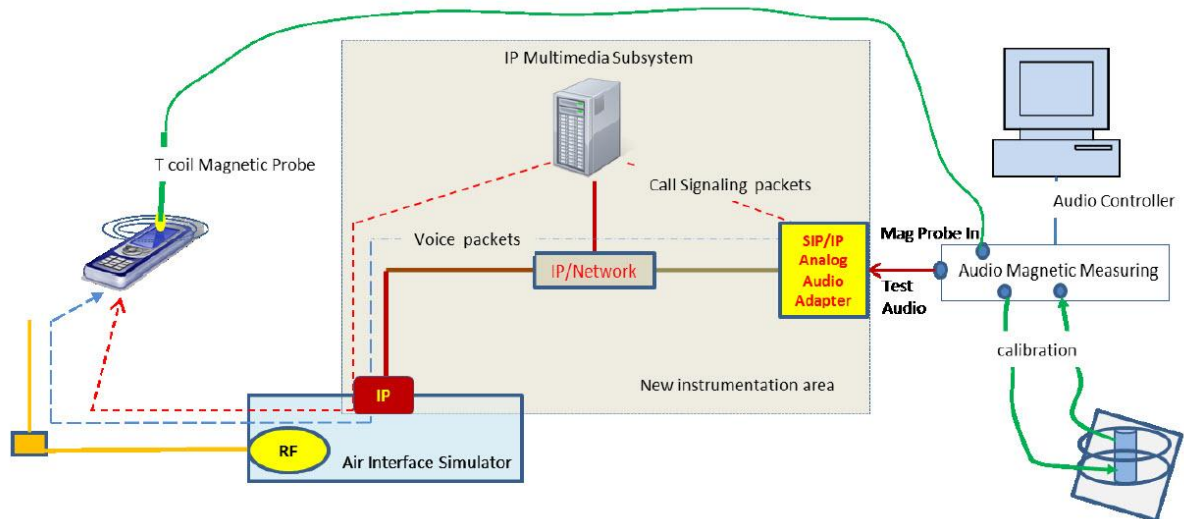 IP Multimedia Subsystem
T coil Magnetic Probe
Call Signaling packets
Audio Controller
Voice packets
IP/Network
SIP/IP
Analog
Audio
Adapter
Mag Probe In
Test
Audio
Audio Magnetic Measuring
calibration
New instrumentation area
IP
RF
Air Interface Simulator